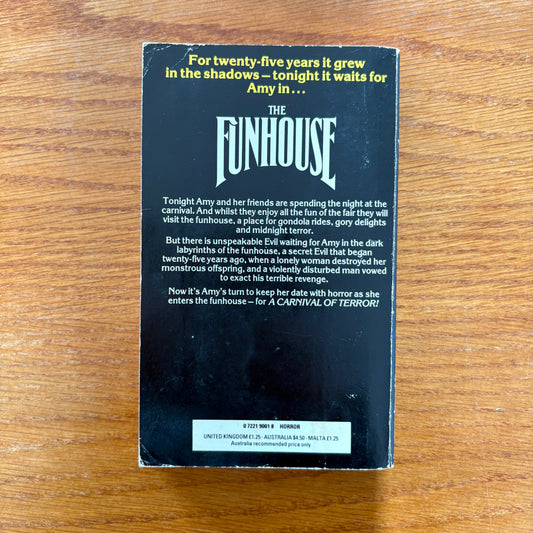 For twenty-five years it grew
in the shadows – tonight it waits for
Amy in...
THE
FUNHOUSE
Tonight Amy and her friends are spending the night at the
carnival. And whilst they enjoy all the fun of the fair they will
visit the funhouse, a place for gondola rides, gory delights
and midnight terror.
But there is unspeakable Evil waiting for Amy in the dark
labyrinths of the funhouse, a secret Evil that began
twenty-five years ago, when a lonely woman destroyed her
monstrous offspring, and a violently disturbed man vowed
to exact his terrible revenge.
Now it's Amy's turn to keep her date with horror as she
enters the funhouse – for A CARNIVAL OF TERROR!
0 7221 9001 8 HORROR
UNITED KINGDOM £1.25 · AUSTRALIA $4.50 · MALTA £1.25
Australia recommended price only